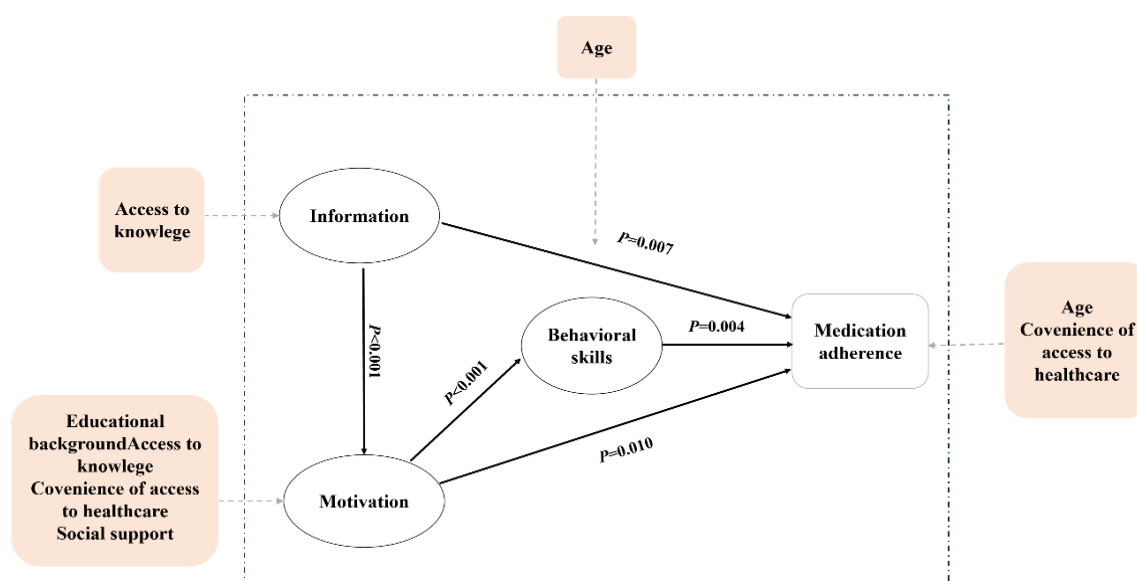 Age
Access to
knowlege
Information
P=0.007
Behavioral
skills
P=0.004
Medication
adherence
Age
Covenience of
access to
healthcare
P<0.001
P<0.001
P=0.010
Educational
backgroundAccess to
knowlege
Covenience of access
to healthcare
Social support
Motivation